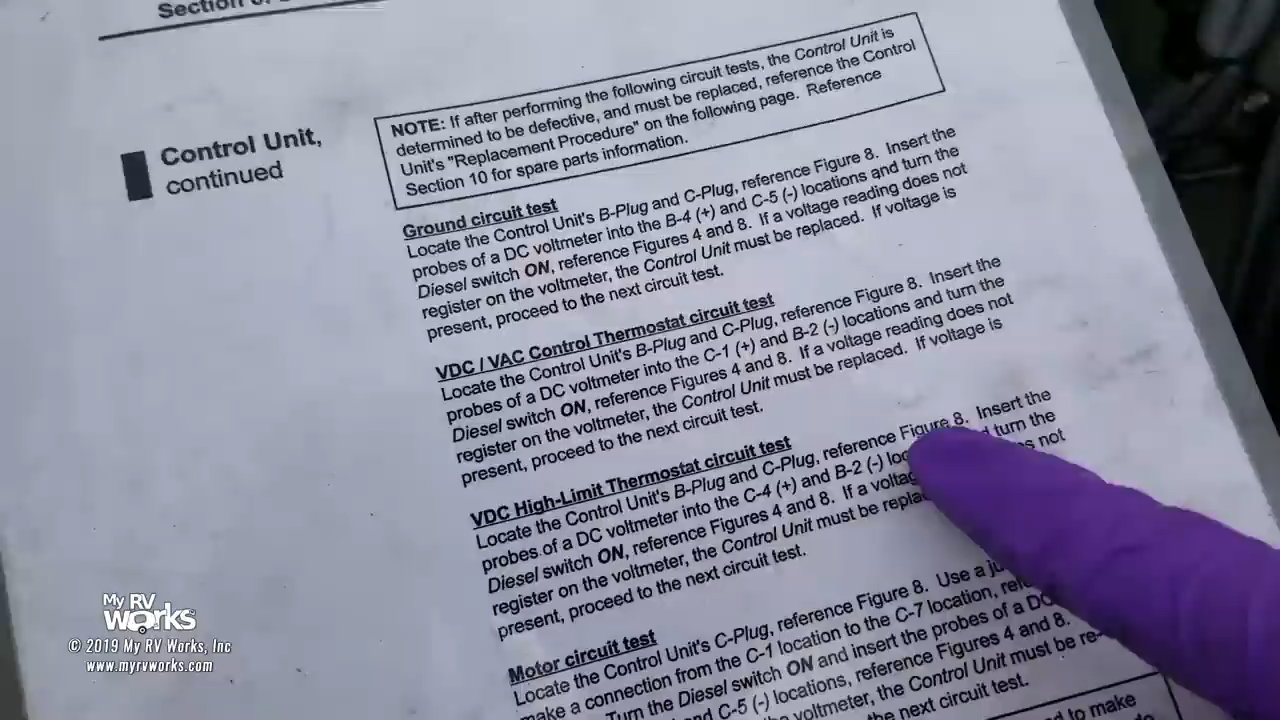 Section
Control Unit,
continued
NOTE: If after performing the following circuit tests, the Control Unit is
determined to be defective, and must be replaced, reference the Control
Unit's "Replacement Procedure" on the following page. Reference
Section 10 for spare parts information.
Ground circuit test
Locate the Control Unit's B-Plug and C-Plug, reference Figure 8. Insert the
probes of a DC voltmeter into the B-4 (+) and C-5 (-) locations and turn the
Diesel switch ON, reference Figures 4 and 8. If a voltage reading does not
register on the voltmeter, the Control Unit must be replaced. If voltage is
present, proceed to the next circuit test.
VDC / VAC Control Thermostat circuit test
Locate the Control Unit's B-Plug and C-Plug, reference Figure 8. Insert the
probes of a DC voltmeter into the C-1 (+) and B-2 (-) locations and turn the
Diesel switch ON, reference Figures 4 and 8. If a voltage reading does not
register on the voltmeter, the Control Unit must be replaced. If voltage is
present, proceed to the next circuit test.
VDC High-Limit Thermostat circuit test
Locate the Control Unit's B-Plug and C-Plug, reference Figure 8. Insert the
probes of a DC voltmeter into the C-4 (+) and B-2 (-) turn the
Diesel switch ON, reference Figures 4 and 8. If a not
register on the voltmeter, the Control Unit must be
present, proceed to the next circuit test.
Motor circuit test
Locate the Control Unit's C-Plug, reference Figure 8. Use a
make a connection from the C-1 location to the C-7 location,
Turn the Diesel switch ON and insert the probes of a DC
and C-5 (-) locations, reference Figures 4 and 8.
voltmeter, the Control Unit must be re-
next circuit test.
to make
My RV
works
© 2019 My RV Works, Inc
www.myrvworks.com